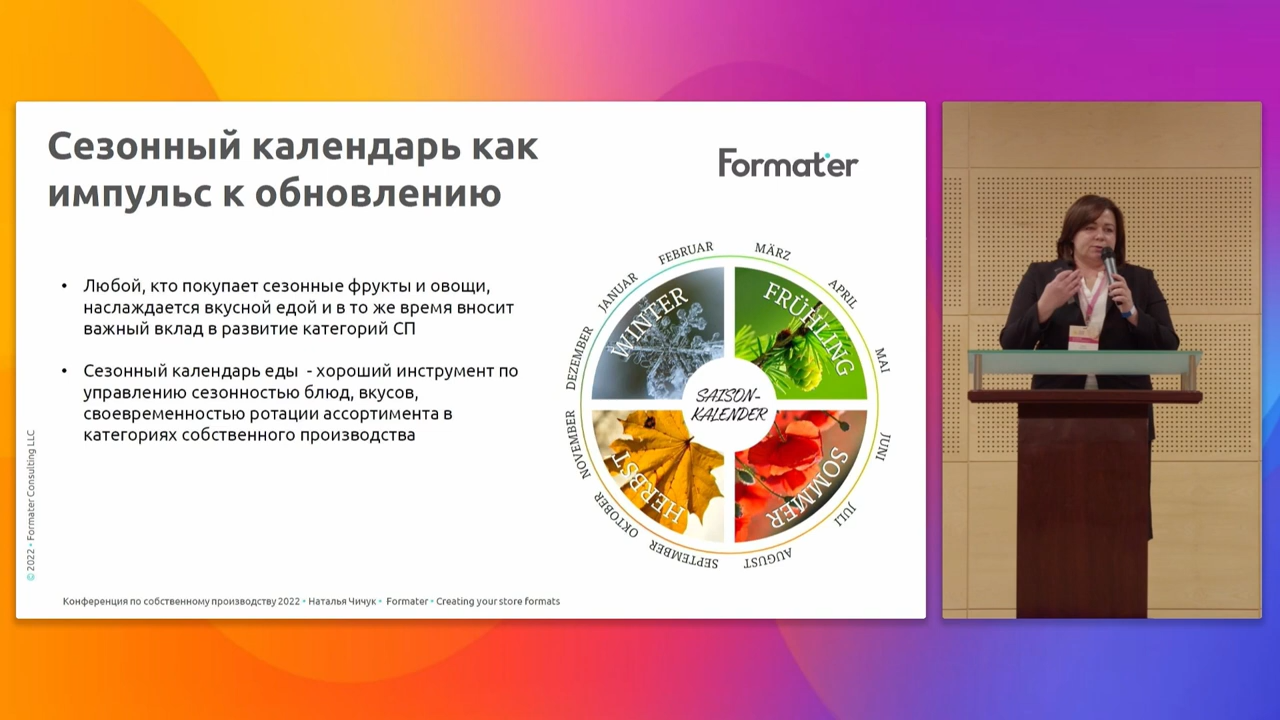 Сезонный календарь как
импульс к обновлению
Formater
• Любой, кто покупает сезонные фрукты и овощи,
наслаждается вкусной едой и в то же время вносит
важный вклад в развитие категорий СП
• Сезонный календарь еды - хороший инструмент по
управлению сезонностью блюд, вкусов,
своевременностью ротации ассортимента в
категориях собственного производства
JANUAR
FEBRUAR
MÄRZ
APRIL
MAI
JUNI
JULI
AUGUST
SEPTEMBER
OKTOBER
NOVEMBER
DEZEMBER
WINTER
FRÜHLING
SOMMER
HERBST
SAISON-
KALENDER
© 2022 • Formater Consulting LLC
Конференция по собственному производству 2022 • Наталья Чичук • Formater • Creating your store formats